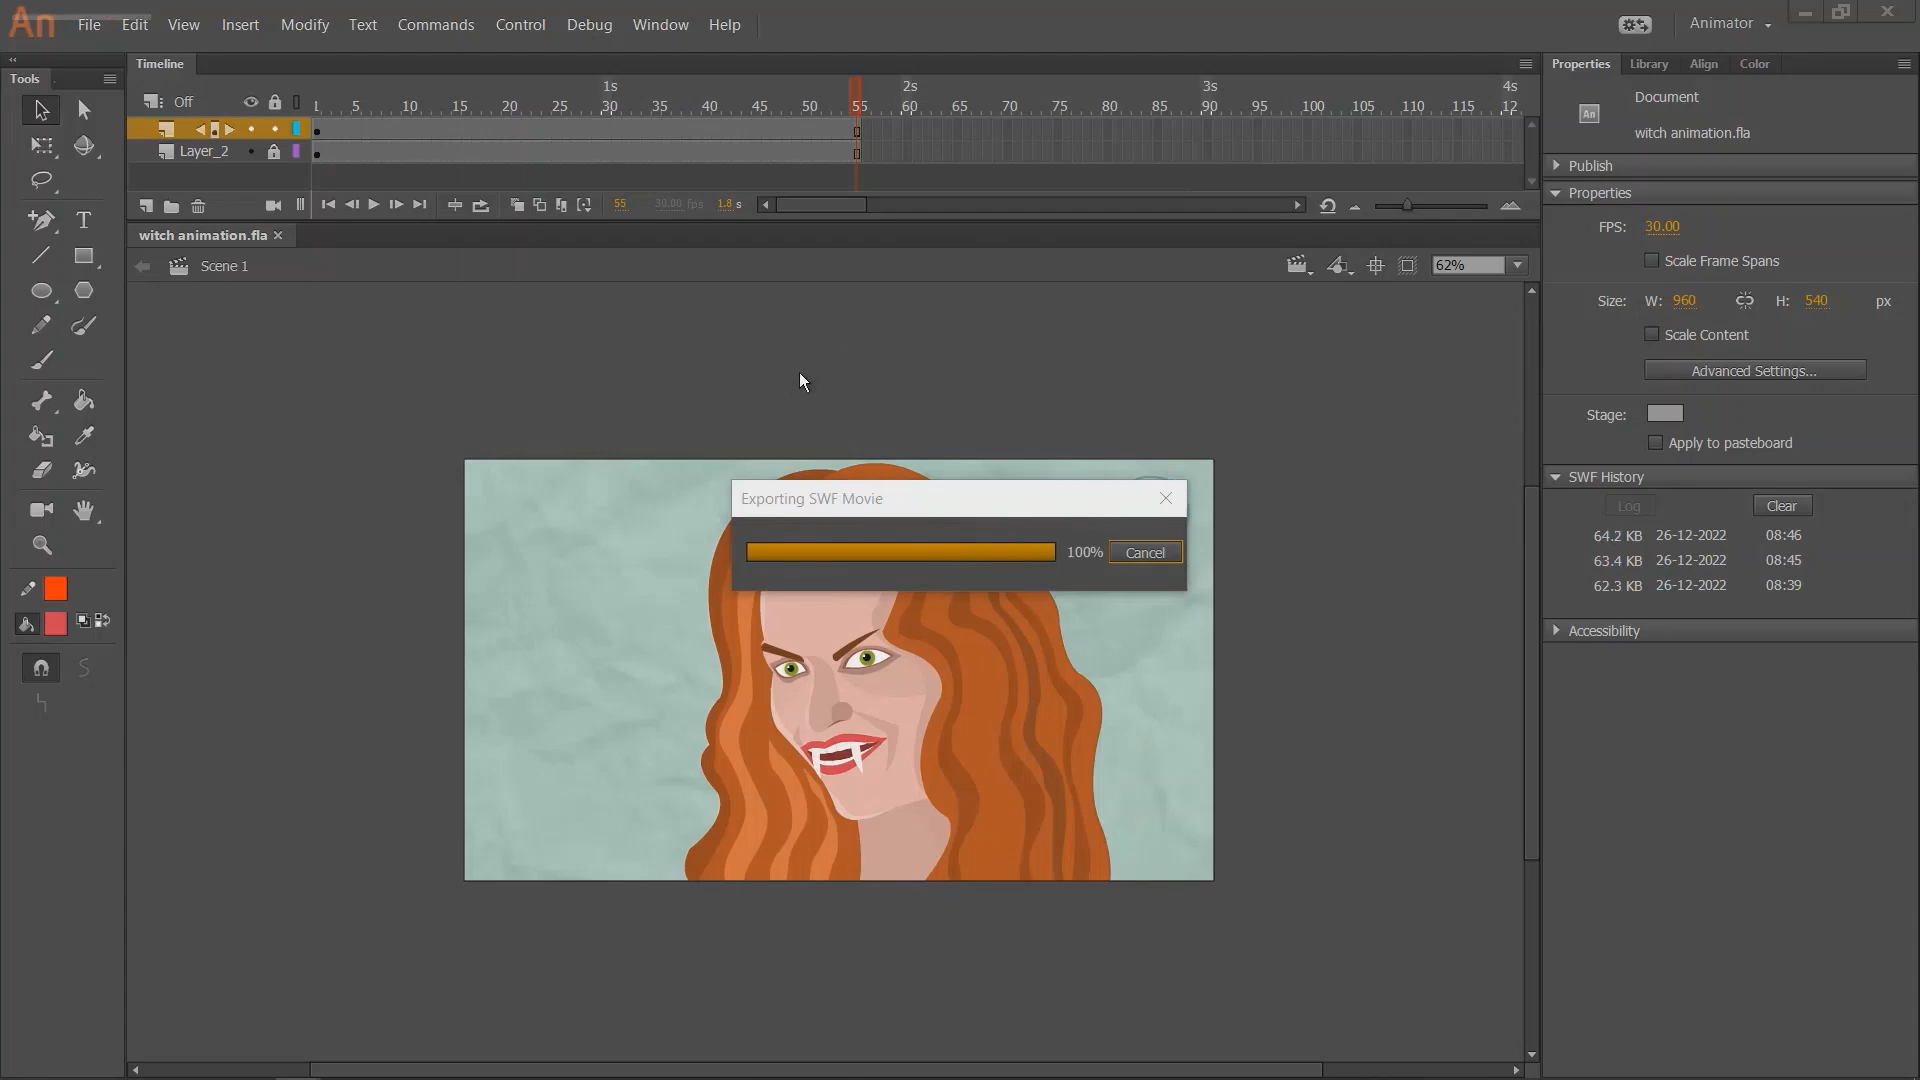 An File Edit View Insert Modify Text Commands Control Debug Window Help Animator
Tools
Timeline
Off
1s 2s 3s 4s
1 5 10 15 20 25 30 35 40 45 50 55 60 65 70 75 80 85 90 95 100 105 110 115 12
Layer_2
55 30.00 fps 1.8 s
witch animation.fla
Scene 1
62%
T
Exporting SWF Movie
100% Cancel
Properties Library Align Color
An
Document
witch animation.fla
Publish
Properties
FPS: 30.00
Scale Frame Spans
Size: W: 960 H: 540 px
Scale Content
Advanced Settings...
Stage:
Apply to pasteboard
SWF History
Log Clear
64.2 KB 26-12-2022 08:46
63.4 KB 26-12-2022 08:45
62.3 KB 26-12-2022 08:39
Accessibility